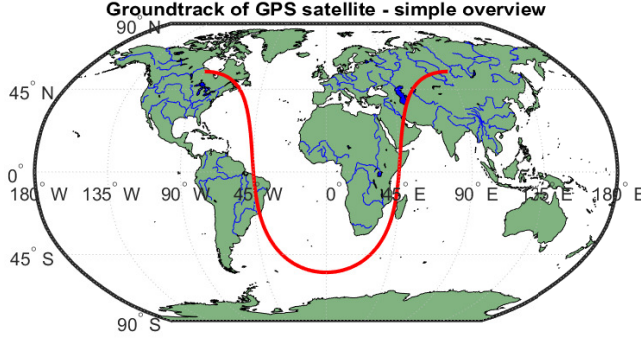 Groundtrack of GPS satellite - simple overview
90° N
45° N
0°
180° W 135° W 90° W 45° W 0 45° E 90° E 135° E 180° E
45° S
90° S